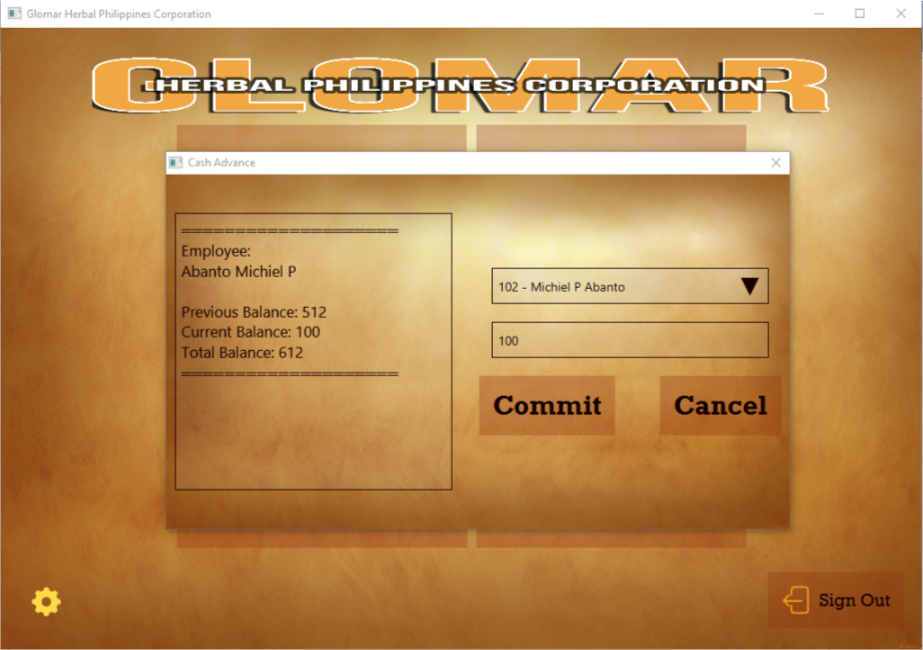 Glomar Herbal Philippines Corporation
GLOMAR
HERBAL PHILIPPINES CORPORATION
Cash Advance
====================
Employee:
Abanto Michiel P
Previous Balance: 512
Current Balance: 100
Total Balance: 612
====================
102 - Michiel P Abanto
100
Commit
Cancel
Sign Out